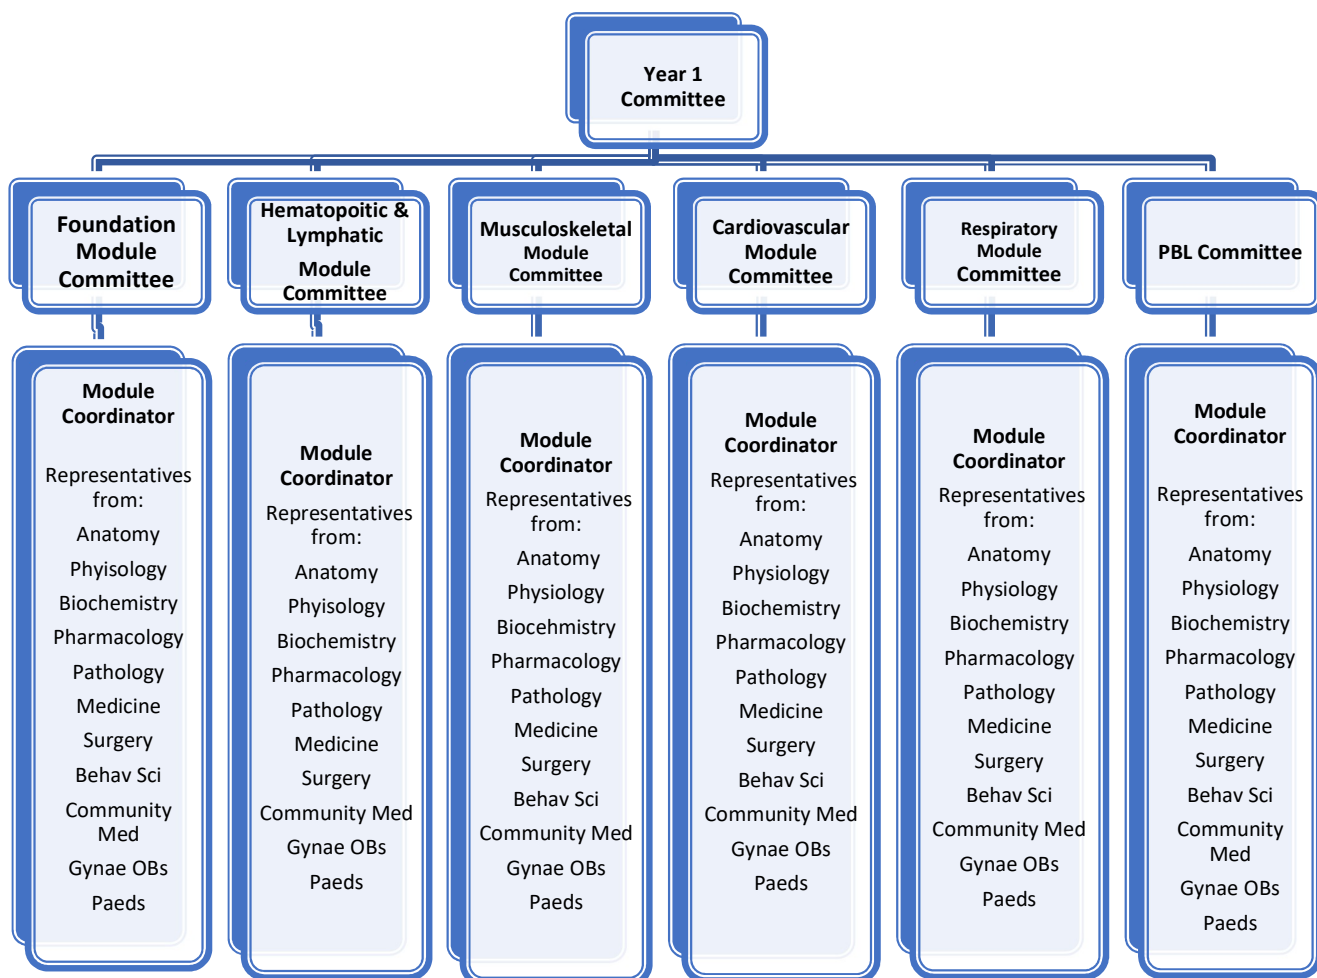 Year 1
Committee
Foundation
Module
Committee
Hematopoitic &
Lymphatic
Module
Committee
Musculoskeletal
Module
Committee
Cardiovascular
Module
Committee
Respiratory
Module
Committee
PBL Committee
Module
Coordinator
Representatives
from:
Anatomy
Phyisology
Biochemistry
Pharmacology
Pathology
Medicine
Surgery
Behav Sci
Community
Med
Gynae OBs
Paeds
Module
Coordinator
Representatives
from:
Anatomy
Phyisology
Biochemistry
Pharmacology
Pathology
Medicine
Surgery
Community Med
Gynae OBs
Paeds
Module
Coordinator
Representatives
from:
Anatomy
Physiology
Biocehmistry
Pharmacology
Pathology
Medicine
Surgery
Behav Sci
Community Med
Gynae OBs
Paeds
Module
Coordinator
Representatives
from:
Anatomy
Physiology
Biochemistry
Pharmacology
Pathology
Medicine
Surgery
Behav Sci
Community Med
Gynae OBs
Paeds
Module
Coordinator
Representatives
from:
Anatomy
Physiology
Biochemistry
Pharmacology
Pathology
Medicine
Surgery
Behav Sci
Community Med
Gynae OBs
Paeds
Module
Coordinator
Representatives
from:
Anatomy
Physiology
Biochemistry
Pharmacology
Pathology
Medicine
Surgery
Behav Sci
Community
Med
Gynae OBs
Paeds